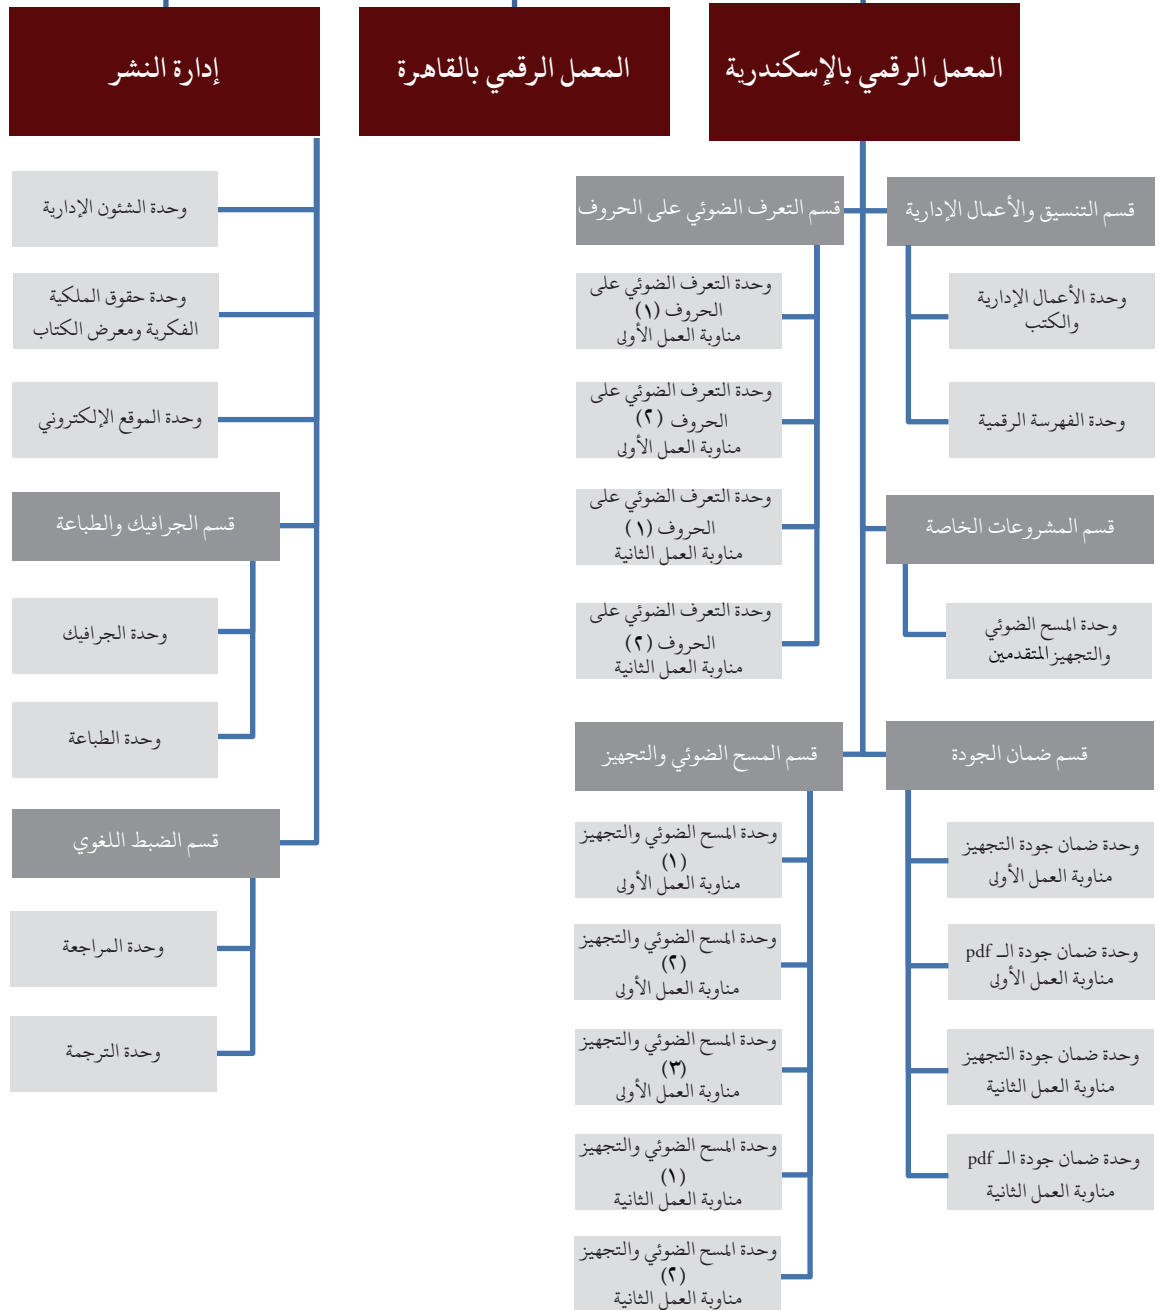 المعمل الرقمي بالإسكندرية
المعمل الرقمي بالقاهرة
إدارة النشر
قسم التنسيق والأعمال الإدارية
وحدة الأعمال الإدارية
والكتب
وحدة الفهرسة الرقمية
قسم المشروعات الخاصة
وحدة المسح الضوئي
والتجهيز المتقدمين
قسم ضمان الجودة
وحدة ضمان جودة التجهيز
مناوبة العمل الأولى
وحدة ضمان جودة الـ pdf
مناوبة العمل الأولى
وحدة ضمان جودة التجهيز
مناوبة العمل الثانية
وحدة ضمان جودة الـ pdf
مناوبة العمل الثانية
قسم التعرف الضوئي على الحروف
وحدة التعرف الضوئي على
الحروف (١)
مناوبة العمل الأولى
وحدة التعرف الضوئي على
الحروف (٢)
مناوبة العمل الأولى
وحدة التعرف الضوئي على
الحروف (١)
مناوبة العمل الثانية
وحدة التعرف الضوئي على
الحروف (٢)
مناوبة العمل الثانية
قسم المسح الضوئي والتجهيز
وحدة المسح الضوئي والتجهيز
(١)
مناوبة العمل الأولى
وحدة المسح الضوئي والتجهيز
(٢)
مناوبة العمل الأولى
وحدة المسح الضوئي والتجهيز
(٣)
مناوبة العمل الأولى
وحدة المسح الضوئي والتجهيز
(١)
مناوبة العمل الثانية
وحدة المسح الضوئي والتجهيز
(٢)
مناوبة العمل الثانية
وحدة الشئون الإدارية
وحدة حقوق الملكية
الفكرية ومعرض الكتاب
وحدة الموقع الإلكتروني
قسم الجرافيك والطباعة
وحدة الجرافيك
وحدة الطباعة
قسم الضبط اللغوي
وحدة المراجعة
وحدة الترجمة